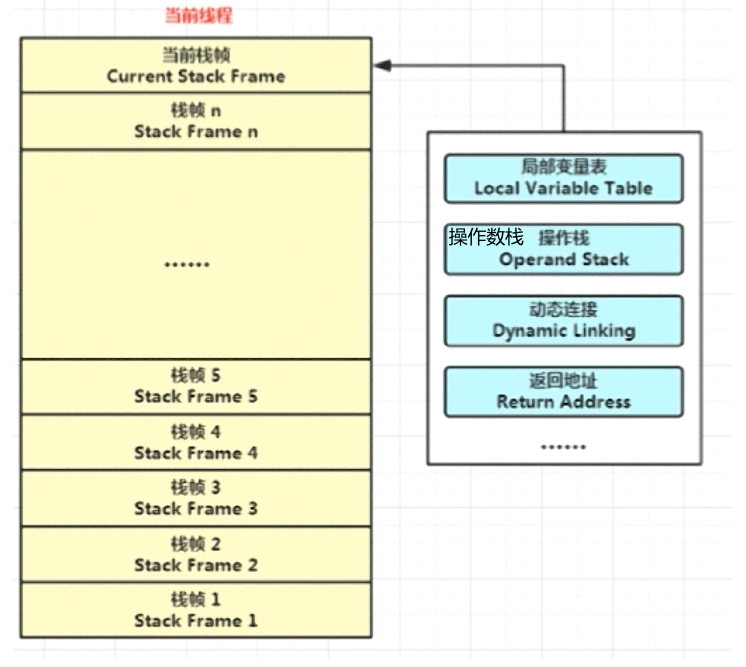 当前线程
当前栈帧
Current Stack Frame
栈帧 n
Stack Frame n
……
栈帧 5
Stack Frame 5
栈帧 4
Stack Frame 4
栈帧 3
Stack Frame 3
栈帧 2
Stack Frame 2
栈帧 1
Stack Frame 1
局部变量表
Local Variable Table
操作数栈 操作栈
Operand Stack
动态连接
Dynamic Linking
返回地址
Return Address
……